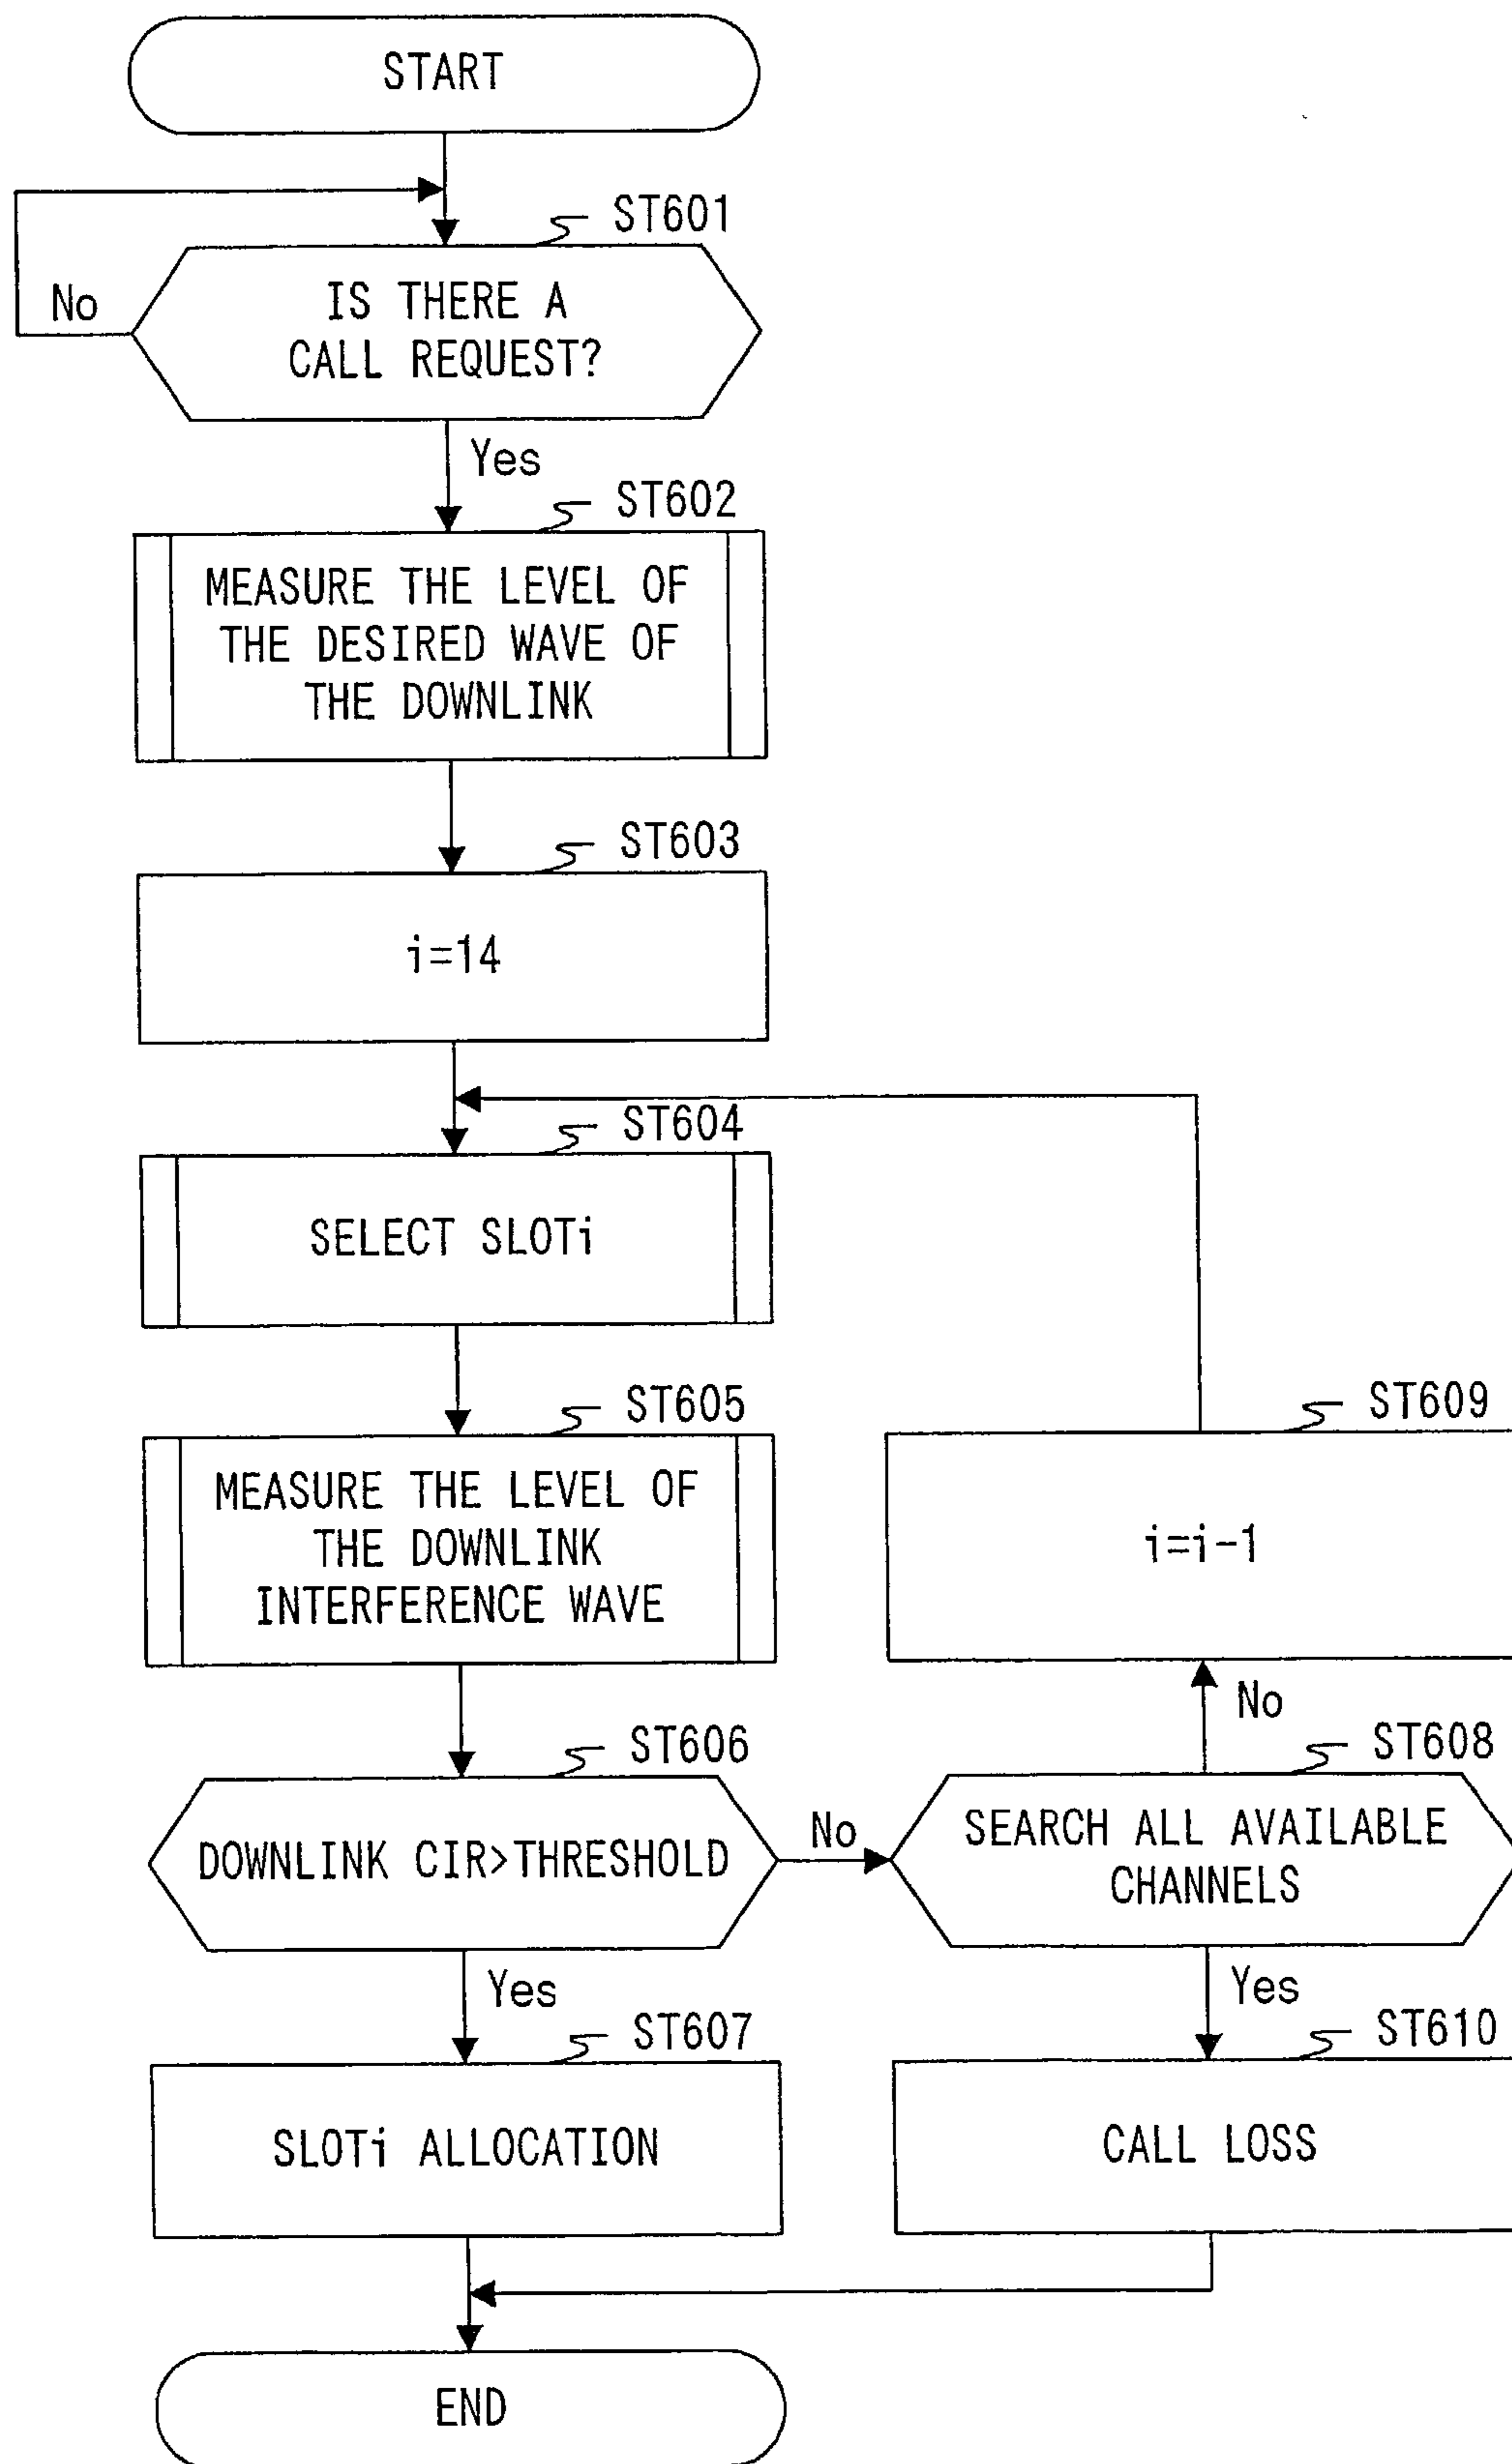 START
ST601
No
IS THERE A
CALL REQUEST?
Yes
ST602
MEASURE THE LEVEL OF
THE DESIRED WAVE OF
THE DOWNLINK
ST603
i=14
ST604
SELECT SLOTi
ST605
MEASURE THE LEVEL OF
THE DOWNLINK
INTERFERENCE WAVE
ST609
i=i-1
No
ST606
ST608
DOWNLINK CIR>THRESHOLD
No
SEARCH ALL AVAILABLE
CHANNELS
Yes
Yes
ST607
ST610
SLOTi ALLOCATION
CALL LOSS
END